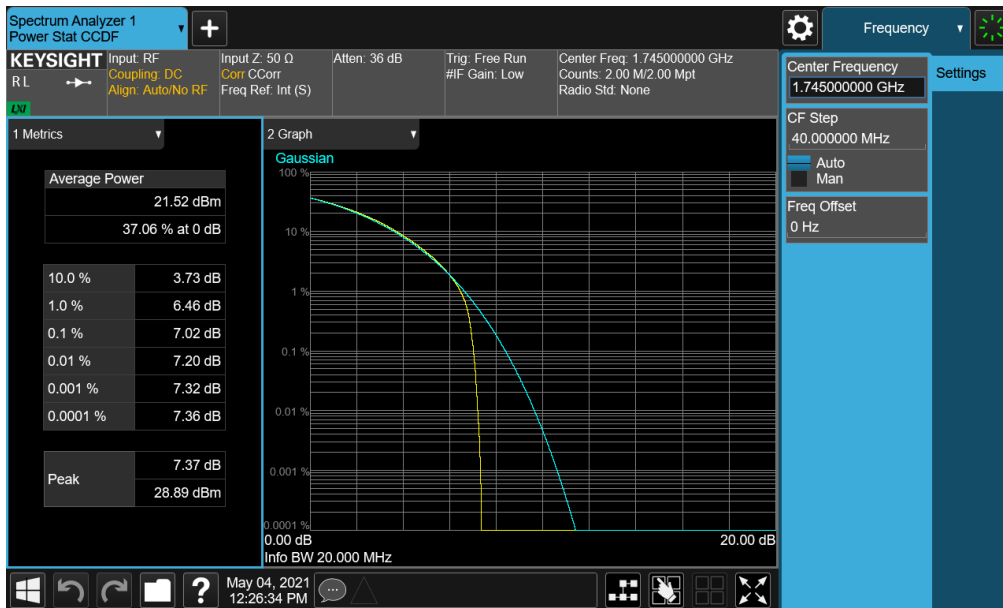 Spectrum Analyzer 1
Power Stat CCDF
Frequency
KEYSIGHT
R L
LXI
Input: RF
Coupling: DC
Align: Auto/No RF
Input Z: 50 Ω
Corr CCorr
Freq Ref: Int (S)
Atten: 36 dB
Trig: Free Run
#IF Gain: Low
Center Freq: 1.745000000 GHz
Counts: 2.00 M/2.00 Mpt
Radio Std: None
Center Frequency
1.745000000 GHz
Settings
CF Step
40.000000 MHz
Auto
Man
Freq Offset
0 Hz
1 Metrics
Average Power
21.52 dBm
37.06 % at 0 dB
10.0 % 3.73 dB
1.0 % 6.46 dB
0.1 % 7.02 dB
0.01 % 7.20 dB
0.001 % 7.32 dB
0.0001 % 7.36 dB
Peak
7.37 dB
28.89 dBm
2 Graph
Gaussian
100 %
10 %
1 %
0.1 %
0.01 %
0.001 %
0.0001 %
0.00 dB 20.00 dB
Info BW 20.000 MHz
?
May 04, 2021
12:26:34 PM